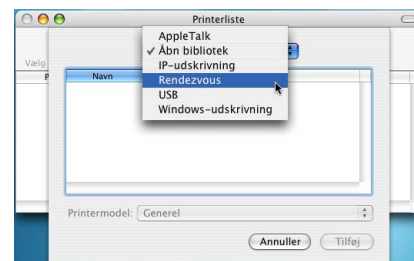 Printerliste
AppleTalk
Åbn bibliotek
IP-udskrivning
Rendezvous
USB
Windows-udskrivning
Vælg
Navn
Printermodel: Generel
Annuller Tilføj